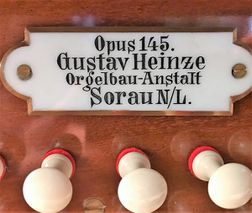 Opus 145.
Gustav Heinze
Orgelbau-Anstalt
Sorau N/L.